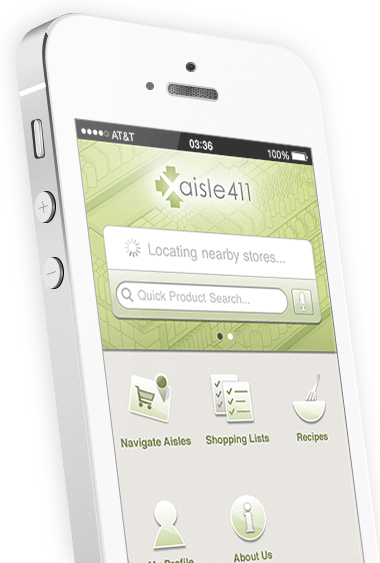 AT&T 03:36 100%
aisle411
Locating nearby stores...
Quick Product Search...
Navigate Aisles Shopping Lists Recipes
My Profile About Us